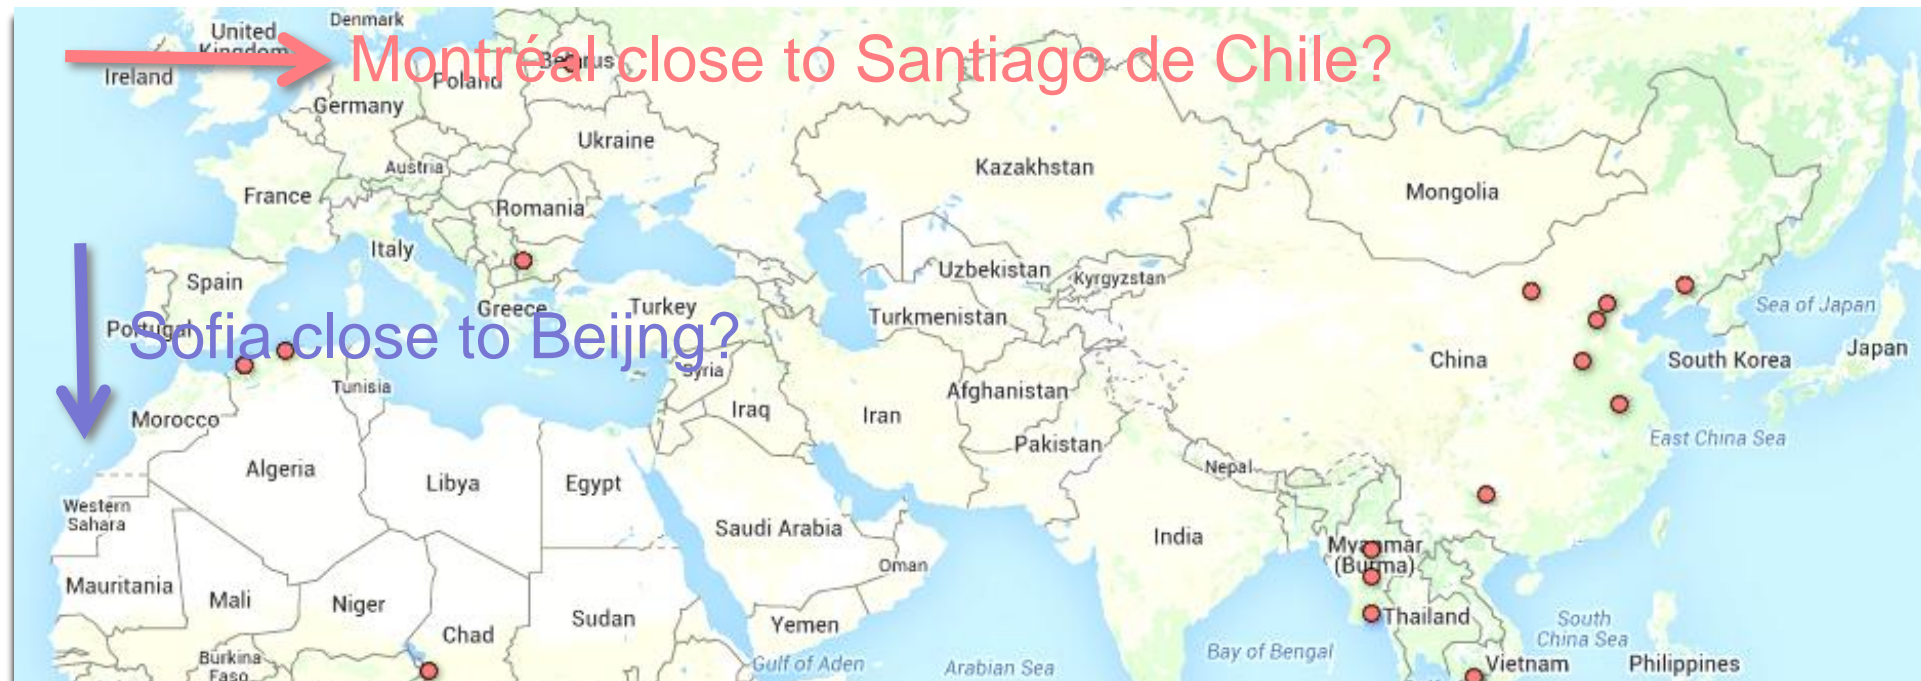 Denmark
United
Kingdom
Montréal close to Santiago de Chile?
Belarus
Ireland
Poland
Germany
Ukraine
Austria
Kazakhstan
France
Mongolia
Romania
Italy
Uzbekistan
Kyrgyzstan
Spain
Greece
Turkey
Turkmenistan
Sea of Japan
Portugal
Sofia close to Beijng?
China
South Korea
Japan
Syria
Tunisia
Afghanistan
Morocco
Iraq
Iran
Pakistan
East China Sea
Algeria
Libya
Egypt
Nepal
Western
Sahara
Saudi Arabia
India
Myanmar
(Burma)
Oman
Mauritania
Mali
Niger
Sudan
Yemen
Thailand
South
China Sea
Chad
Burkina
Faso
Gulf of Aden
Arabian Sea
Bay of Bengal
Vietnam
Philippines